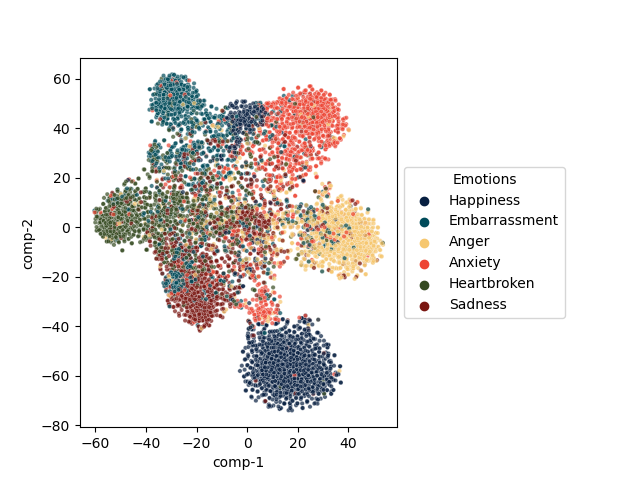 60
40
20
0
−20
−40
−60
−80
comp-2
−60 −40 −20 0 20 40
comp-1
Emotions
Happiness
Embarrassment
Anger
Anxiety
Heartbroken
Sadness